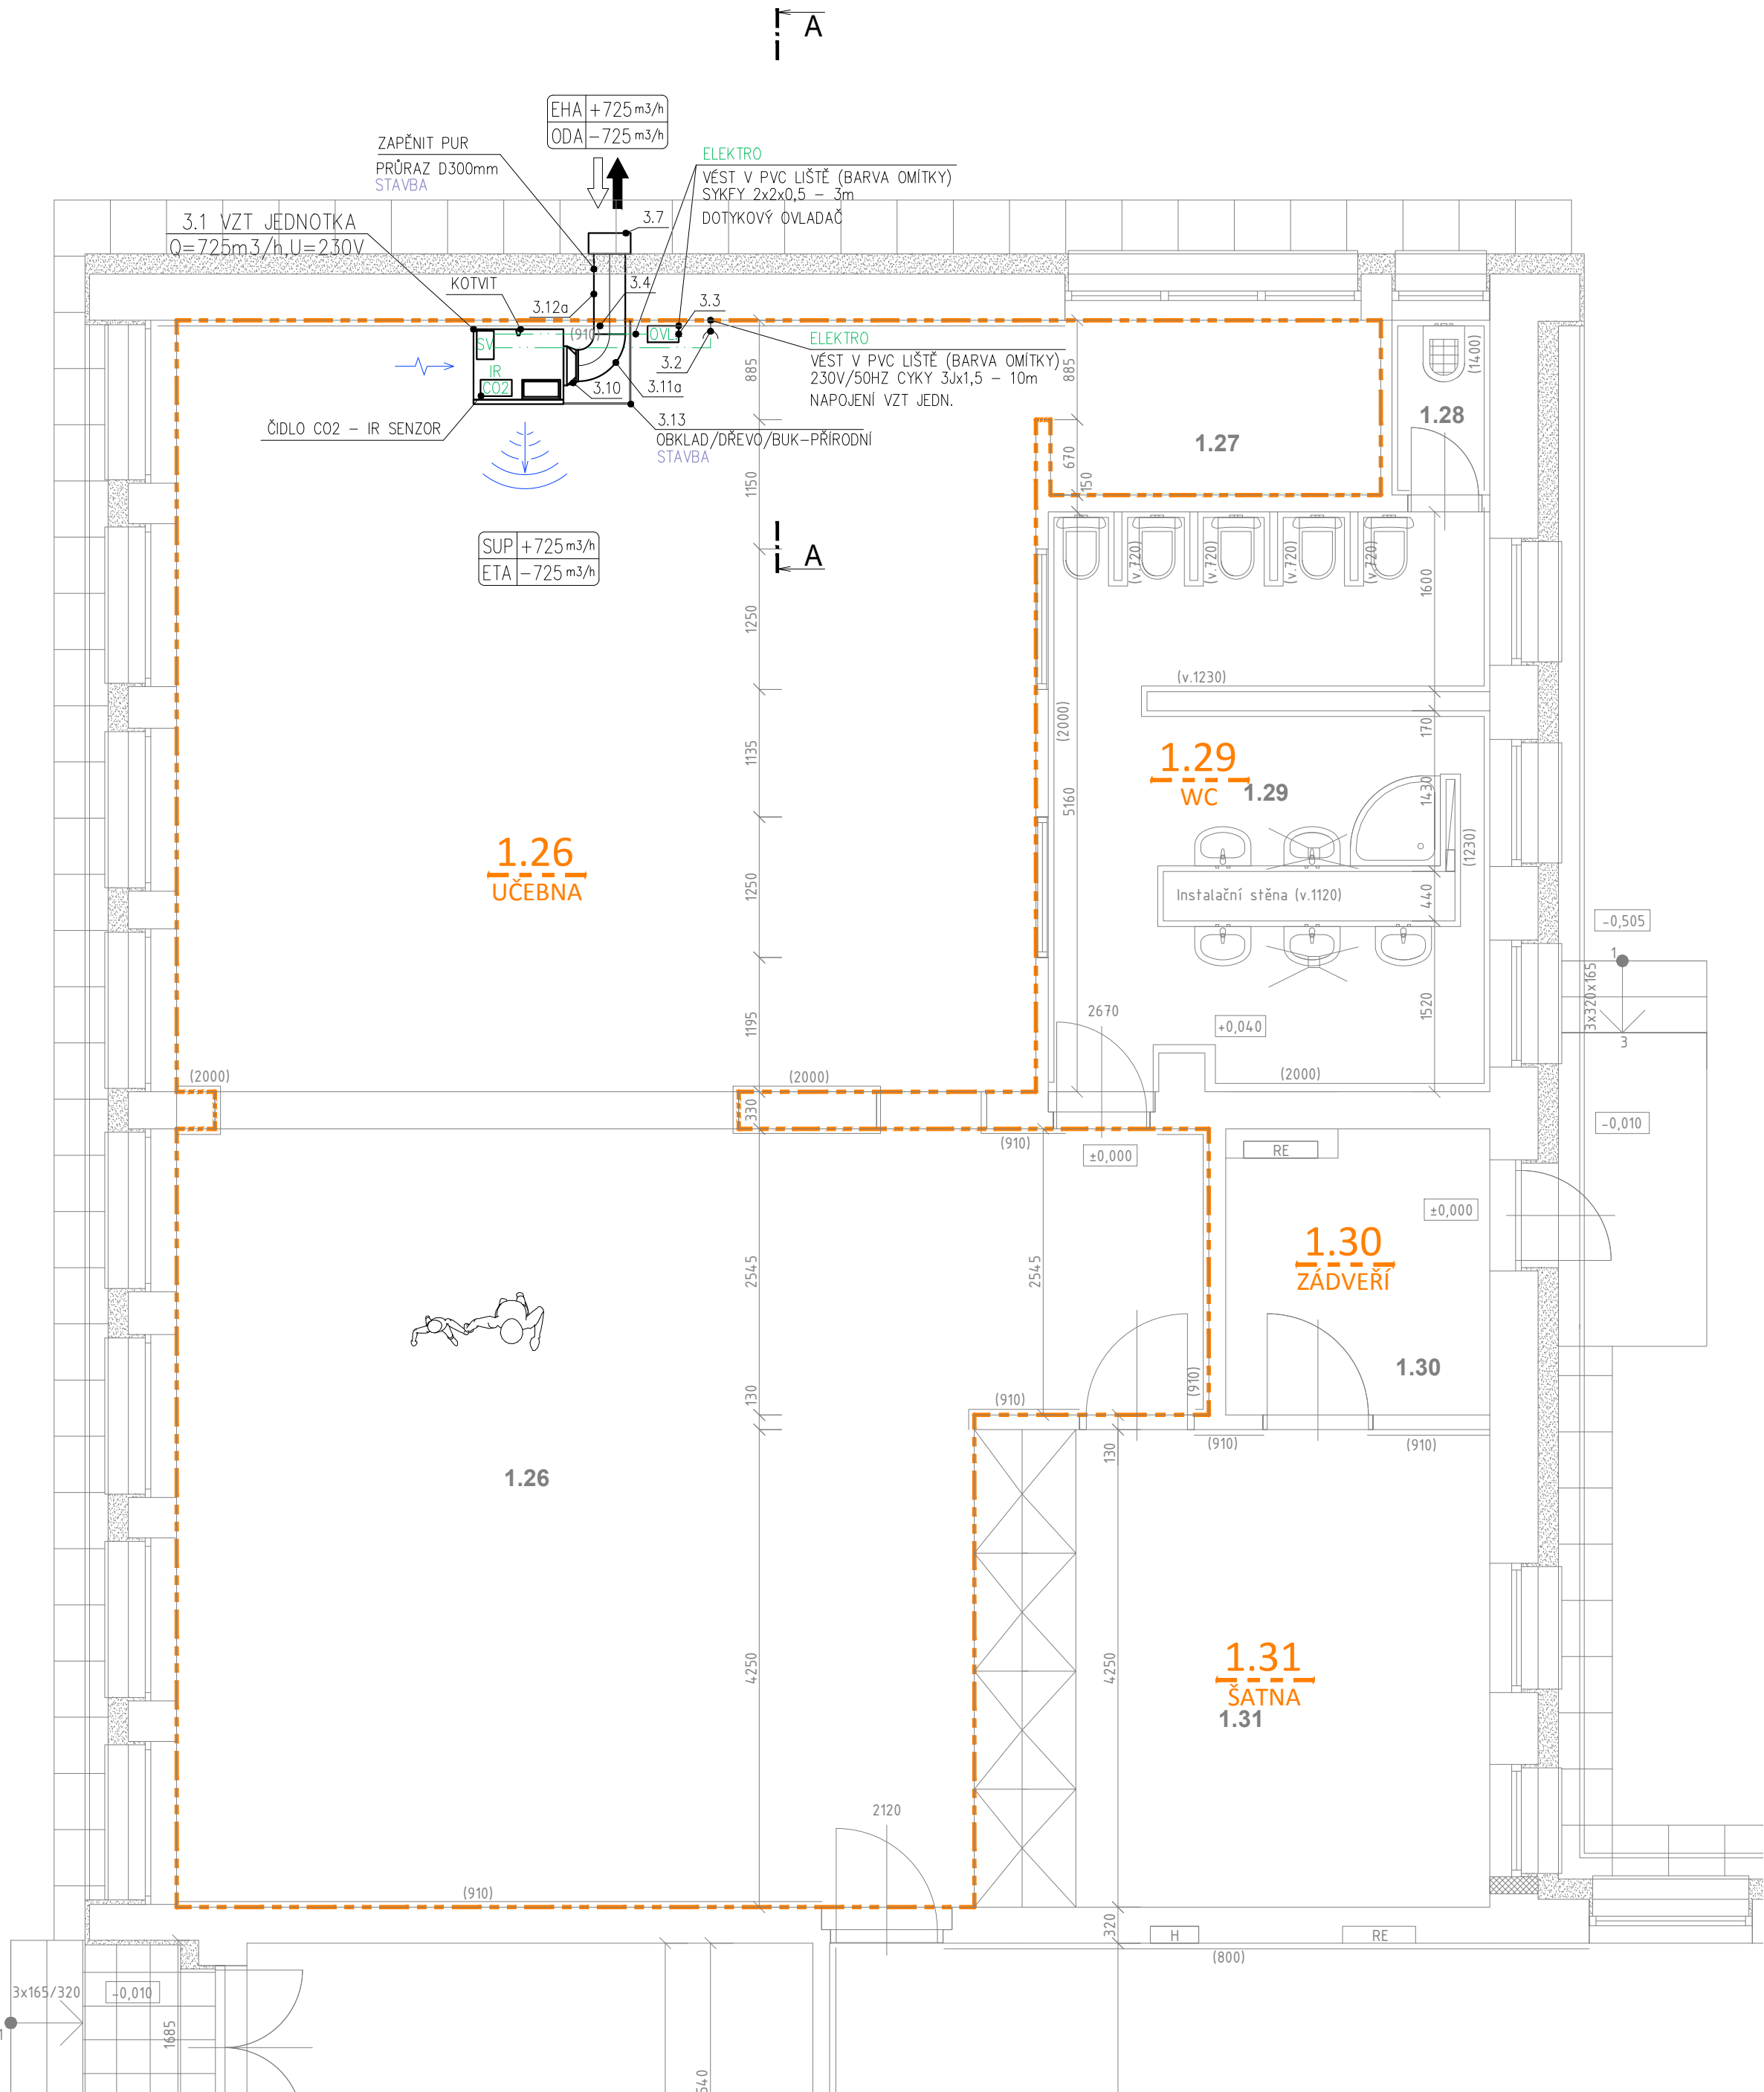 A
EHA +725 m3/h
ODA -725 m3/h
ZAPĚNIT PUR
PRŮRAZ D300mm
STAVBA
ELEKTRO
VÉST V PVC LIŠTĚ (BARVA OMÍTKY)
SYKFY 2x2x0,5 - 3m
DOTYKOVÝ OVLADAČ
3.1 VZT JEDNOTKA
Q=725m3/h,U=230V
3.7
KOTVIT
3.12a
3.4
3.3
(910)
OVL.
SV
IR
CO2
3.2
3.10
3.11a
ELEKTRO
VÉST V PVC LIŠTĚ (BARVA OMÍTKY)
230V/50HZ CYKY 3Jx1,5 - 10m
NAPOJENÍ VZT JEDN.
885
885
ČIDLO CO2 - IR SENZOR
3.13
OBKLAD/DŘEVO/BUK-PŘÍRODNÍ
STAVBA
1.27
1.28
(1400)
670
150
1150
SUP +725 m3/h
ETA -725 m3/h
A
(v.720)
(v.720)
(v.720)
(v.720)
1600
1250
(v.1230)
(2000)
170
1135
5160
1.29
WC
1.29
1430
(1230)
1.26
UČEBNA
1250
Instalační stěna (v.1120)
440
-0,505
1
3x320x165
3
1195
2670
+0,040
1520
(2000)
(2000)
(2000)
330
(910)
±0,000
RE
-0,010
±0,000
2545
2545
1.30
ZÁDVEŘÍ
1.30
130
(910)
(910)
(910)
(910)
130
1.26
4250
4250
1.31
ŠATNA
1.31
2120
(910)
320
H
RE
(800)
3x165/320
-0,010
1
1685
540